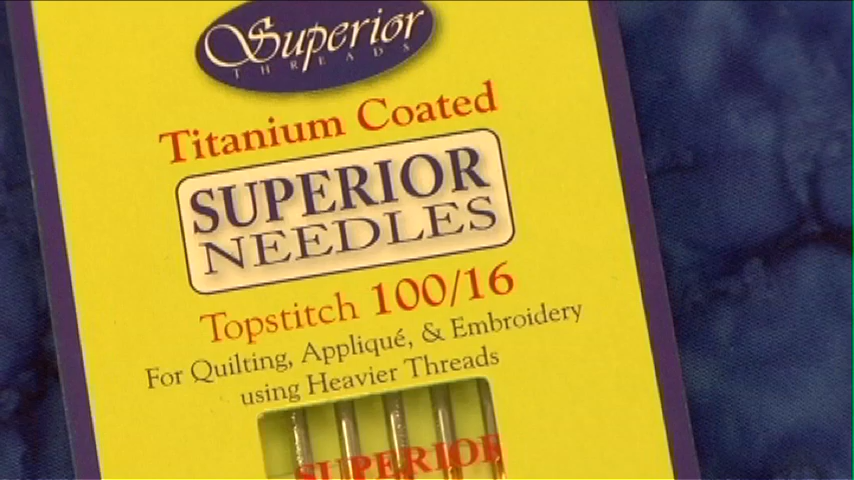 Superior
THREADS
Titanium Coated
SUPERIOR
NEEDLES
Topstitch 100/16
For Quilting, Appliqué, & Embroidery
using Heavier Threads
SUPERIOR